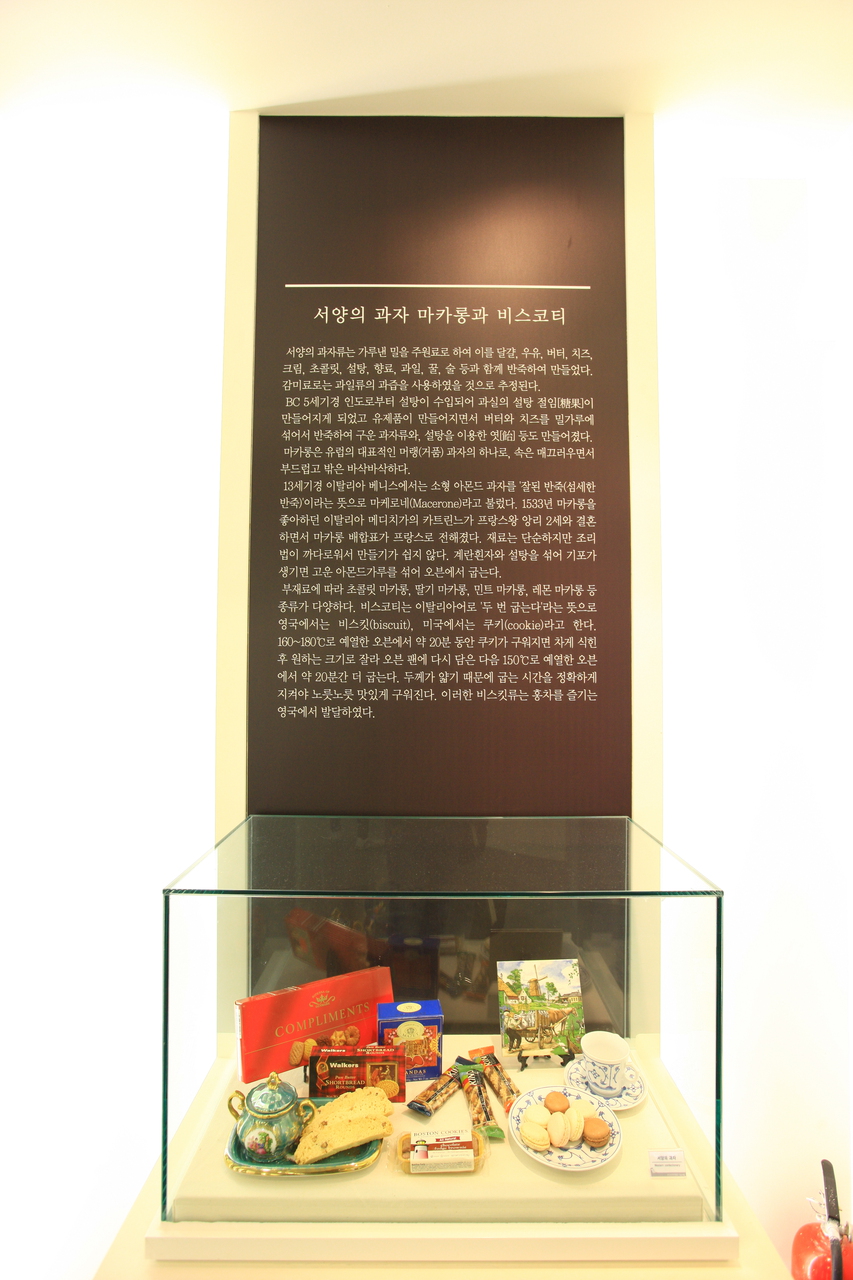 서양의 과자 마카롱과 비스코티
서양의 과자류는 가루낸 밀을 주원료로 하여 이를 달걀, 우유, 버터, 치즈,
크림, 초콜릿, 설탕, 향료, 과일, 꿀, 술 등과 함께 반죽하여 만들었다.
감미료로는 과일류의 과즙을 사용하였을 것으로 추정된다.
BC 5세기경 인도로부터 설탕이 수입되어 과실의 설탕 절임[糖果]이
만들어지게 되었고 유제품이 만들어지면서 버터와 치즈를 밀가루에
섞어서 반죽하여 구운 과자류와, 설탕을 이용한 엿[飴] 등도 만들어졌다.
마카롱은 유럽의 대표적인 머랭(거품) 과자의 하나로, 속은 매끄러우면서
부드럽고 밖은 바삭바삭하다.
13세기경 이탈리아 베니스에서는 소형 아몬드 과자를 '잘된 반죽(섬세한
반죽)'이라는 뜻으로 마케로네(Macerone)라고 불렀다. 1533년 마카롱을
좋아하던 이탈리아 메디치가의 카트린느가 프랑스왕 앙리 2세와 결혼
하면서 마카롱 배합표가 프랑스로 전해졌다. 재료는 단순하지만 조리
법이 까다로워서 만들기가 쉽지 않다. 계란흰자와 설탕을 섞어 기포가
생기면 고운 아몬드가루를 섞어 오븐에서 굽는다.
부재료에 따라 초콜릿 마카롱, 딸기 마카롱, 민트 마카롱, 레몬 마카롱 등
종류가 다양하다. 비스코티는 이탈리아어로 '두 번 굽는다'라는 뜻으로
영국에서는 비스킷(biscuit), 미국에서는 쿠키(cookie)라고 한다.
160~180℃로 예열한 오븐에서 약 20분 동안 쿠키가 구워지면 차게 식힌
후 원하는 크기로 잘라 오븐 팬에 다시 담은 다음 150℃로 예열한 오븐
에서 약 20분간 더 굽는다. 두께가 얇기 때문에 굽는 시간을 정확하게
지켜야 노릇노릇 맛있게 구워진다. 이러한 비스킷류는 홍차를 즐기는
영국에서 발달하였다.
COMPLIMENTS
Walkers SHORTBREAD
Walkers
SHORTBREAD
ROUNDS
BOSTON COOKIES